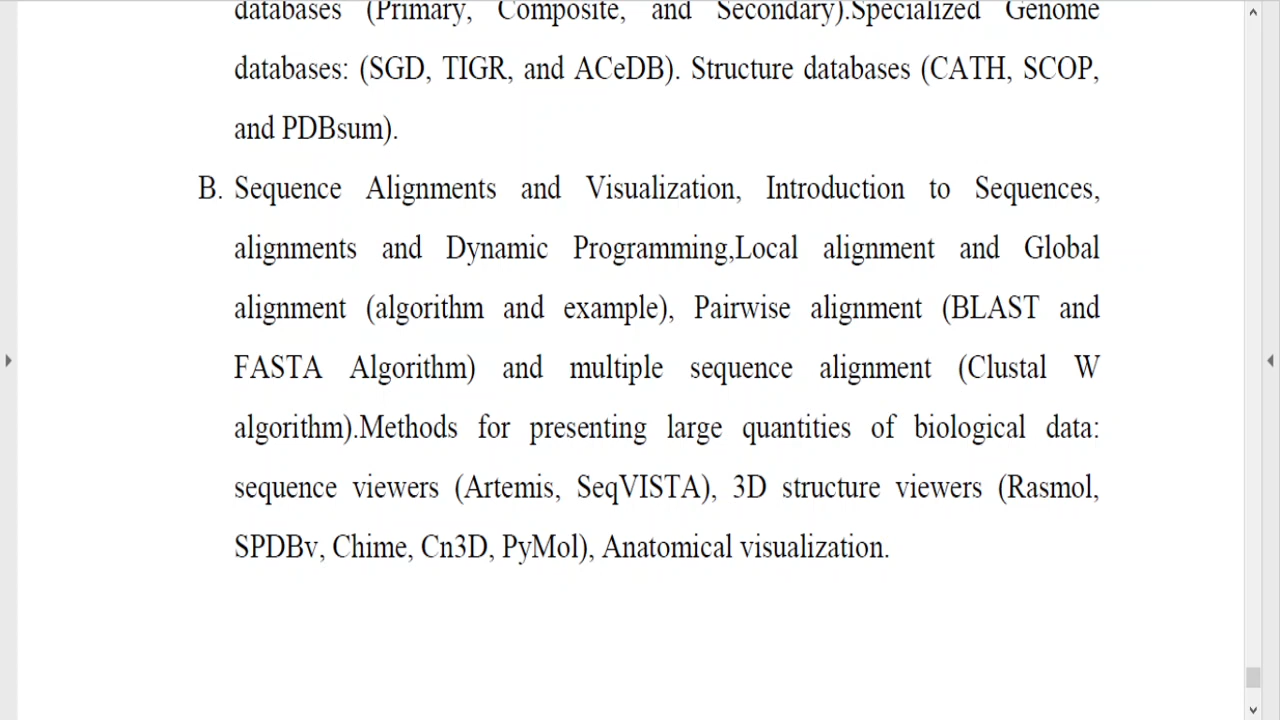 databases (Primary, Composite, and Secondary).Specialized Genome
databases: (SGD, TIGR, and ACeDB). Structure databases (CATH, SCOP,
and PDBsum).
B. Sequence Alignments and Visualization, Introduction to Sequences,
alignments and Dynamic Programming,Local alignment and Global
alignment (algorithm and example), Pairwise alignment (BLAST and
FASTA Algorithm) and multiple sequence alignment (Clustal W
algorithm).Methods for presenting large quantities of biological data:
sequence viewers (Artemis, SeqVISTA), 3D structure viewers (Rasmol,
SPDBv, Chime, Cn3D, PyMol), Anatomical visualization.